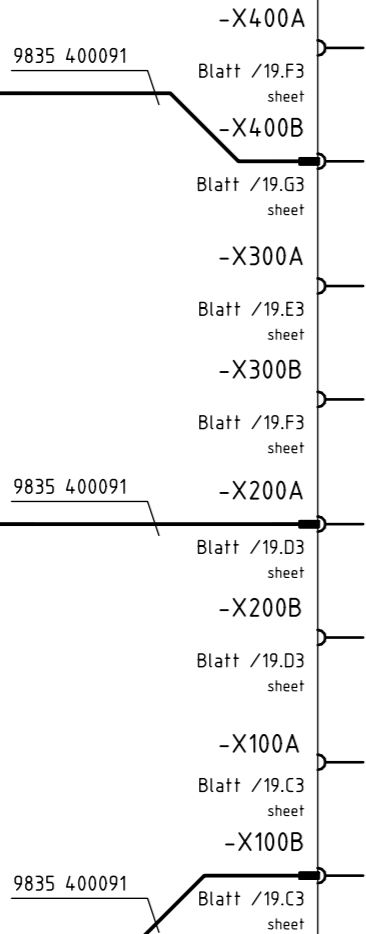 -X400A
9835 400091
Blatt /19.F3
sheet
-X400B
Blatt /19.G3
sheet
-X300A
Blatt /19.E3
sheet
-X300B
Blatt /19.F3
sheet
9835 400091
-X200A
Blatt /19.D3
sheet
-X200B
Blatt /19.D3
sheet
-X100A
Blatt /19.C3
sheet
-X100B
9835 400091
Blatt /19.C3
sheet